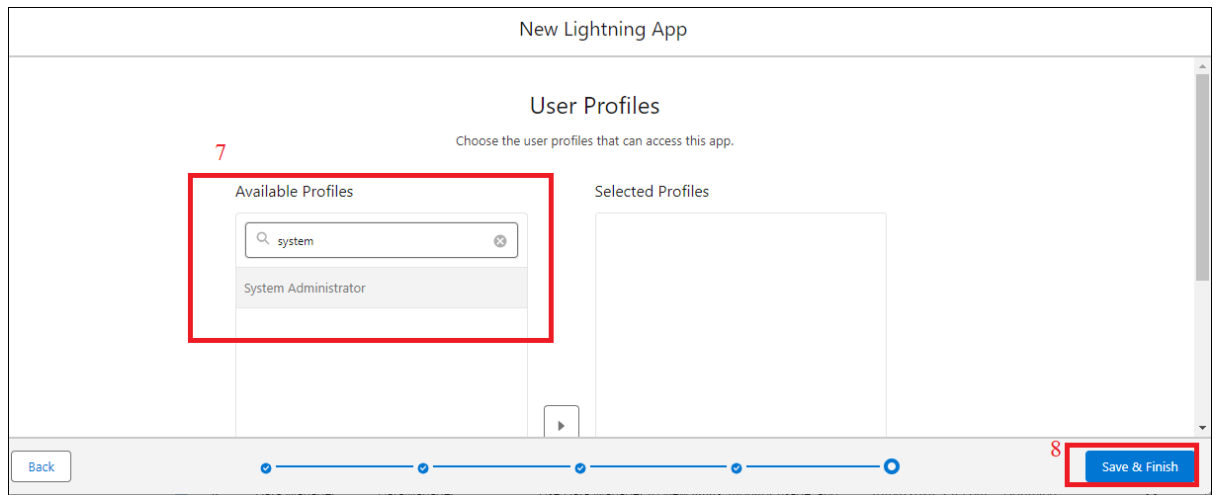 New Lightning App
User Profiles
Choose the user profiles that can access this app.
7
Available Profiles
Selected Profiles
system
System Administrator
8
Back
Save & Finish